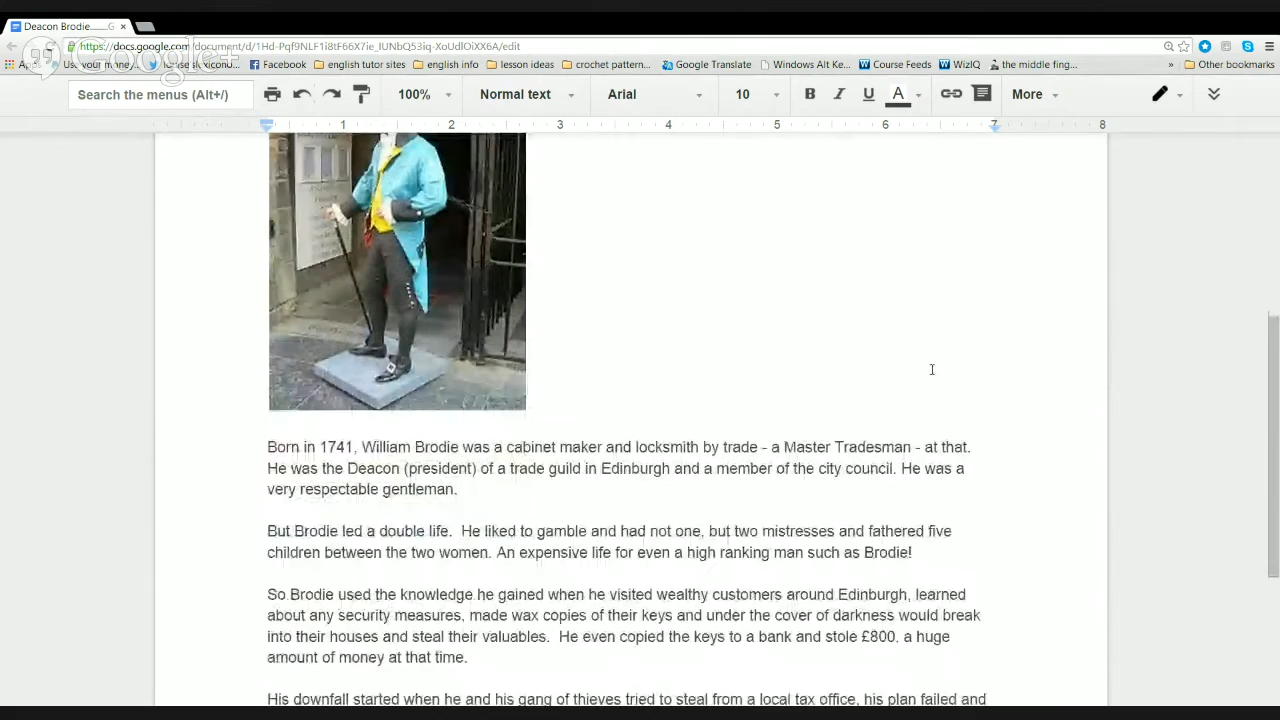 Deacon Brodie
https://docs.google.com/document/d/1Hd-Pqf9NLF1i8tF66X7ie_IUNbQ53iq-XoUdlOiXX6A/edit
Google+
Facebook english tutor sites english info lesson ideas crochet pattern... Google Translate Windows Alt Ke... Course Feeds WizIQ the middle fing... » Other bookmarks
Search the menus (Alt+/) 100% Normal text Arial 10 B I U A More
1 2 3 4 5 6 7 8
Born in 1741, William Brodie was a cabinet maker and locksmith by trade - a Master Tradesman - at that.
He was the Deacon (president) of a trade guild in Edinburgh and a member of the city council. He was a
very respectable gentleman.
But Brodie led a double life. He liked to gamble and had not one, but two mistresses and fathered five
children between the two women. An expensive life for even a high ranking man such as Brodie!
So Brodie used the knowledge he gained when he visited wealthy customers around Edinburgh, learned
about any security measures, made wax copies of their keys and under the cover of darkness would break
into their houses and steal their valuables. He even copied the keys to a bank and stole £800, a huge
amount of money at that time.
His downfall started when he and his gang of thieves tried to steal from a local tax office, his plan failed and